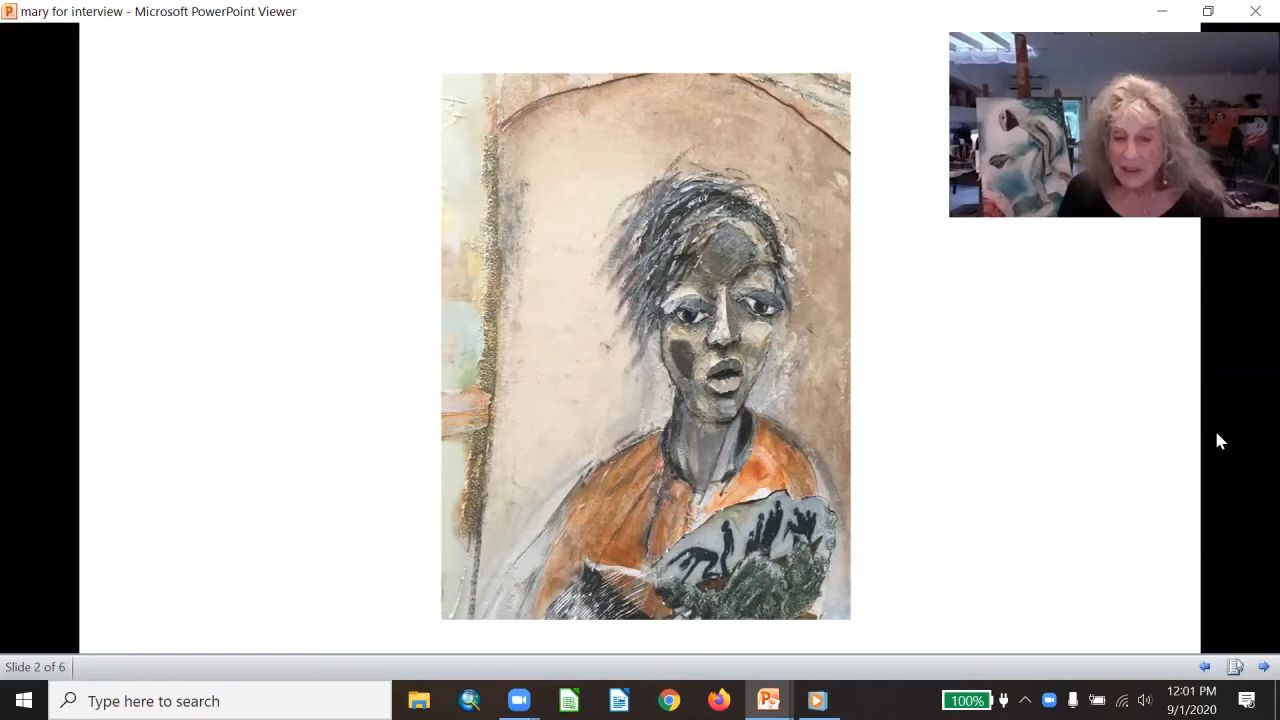 mary for interview - Microsoft PowerPoint Viewer
Slide 2 of 6
Type here to search
100%
12:01 PM
9/1/2020